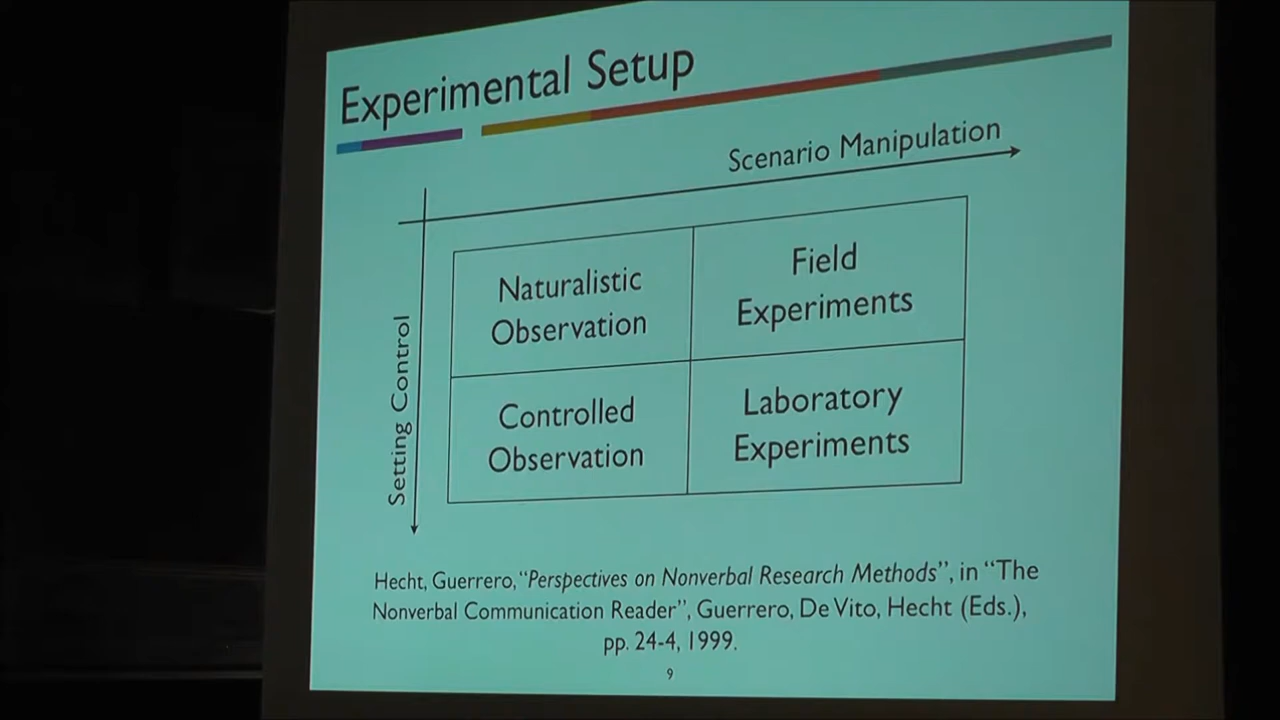 Experimental Setup
Scenario Manipulation
Setting Control
Naturalistic
Observation
Field
Experiments
Controlled
Observation
Laboratory
Experiments
Hecht, Guerrero, “Perspectives on Nonverbal Research Methods”, in “The
Nonverbal Communication Reader”, Guerrero, De Vito, Hecht (Eds.),
pp. 24-4, 1999.
9